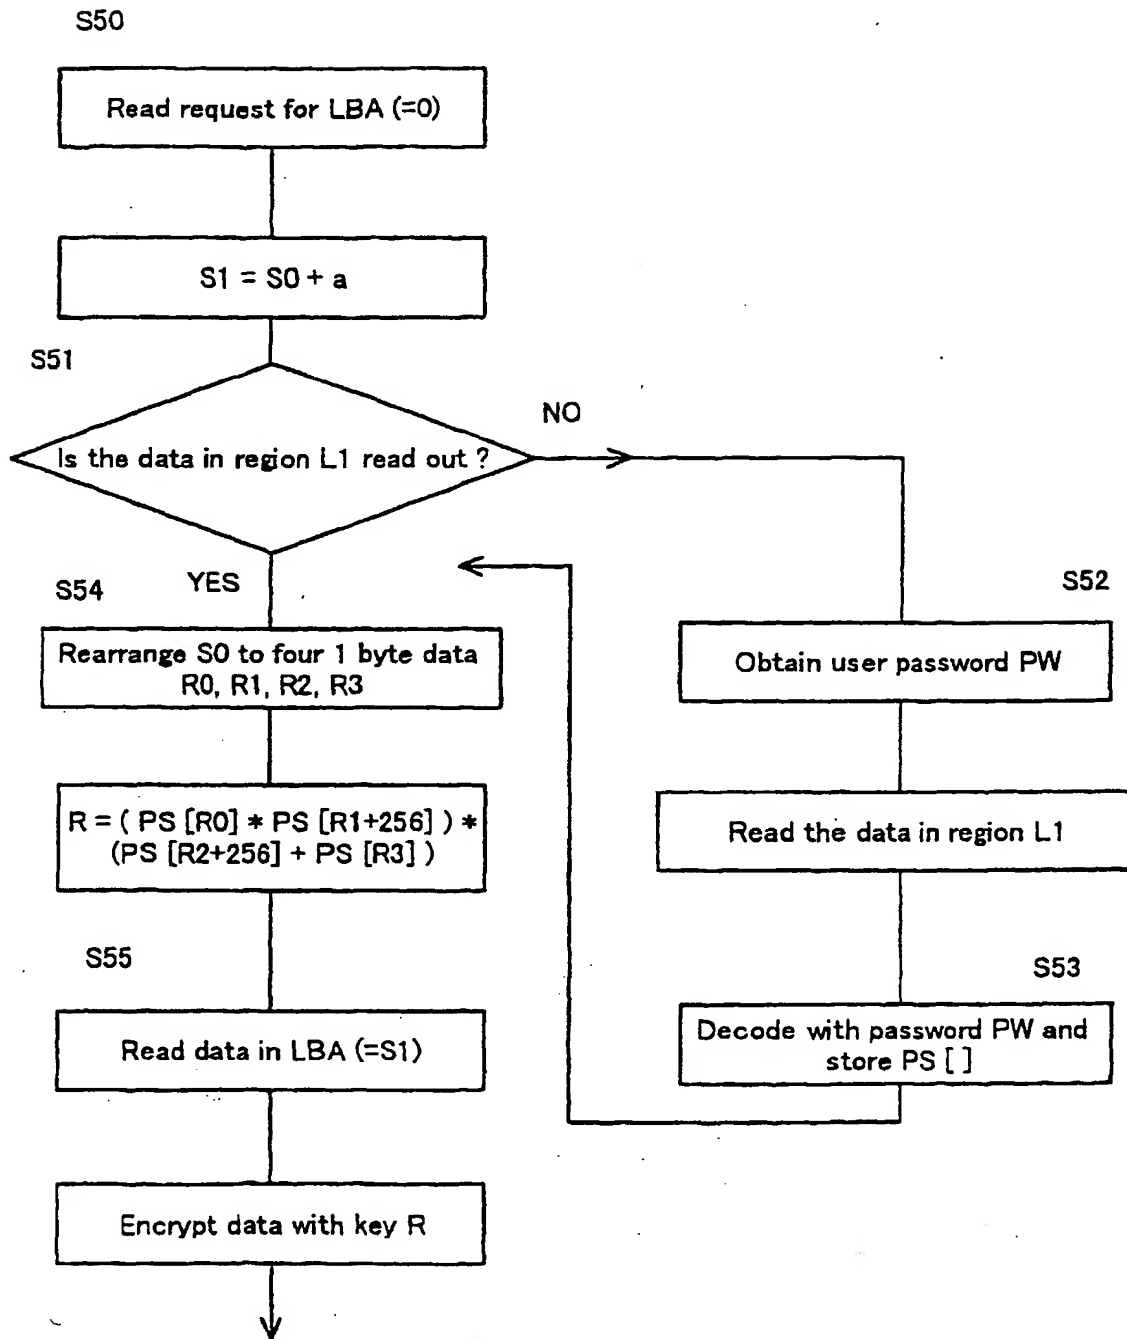 S50
Read request for LBA (=0)
S1 = S0 + a
S51
Is the data in region L1 read out ?
NO
YES
S54
Rearrange S0 to four 1 byte data
R0, R1, R2, R3
R = ( PS [R0] * PS [R1+256] ) *
(PS [R2+256] + PS [R3] )
S55
Read data in LBA (=S1)
Encrypt data with key R
S52
Obtain user password PW
Read the data in region L1
S53
Decode with password PW and
store PS [ ]